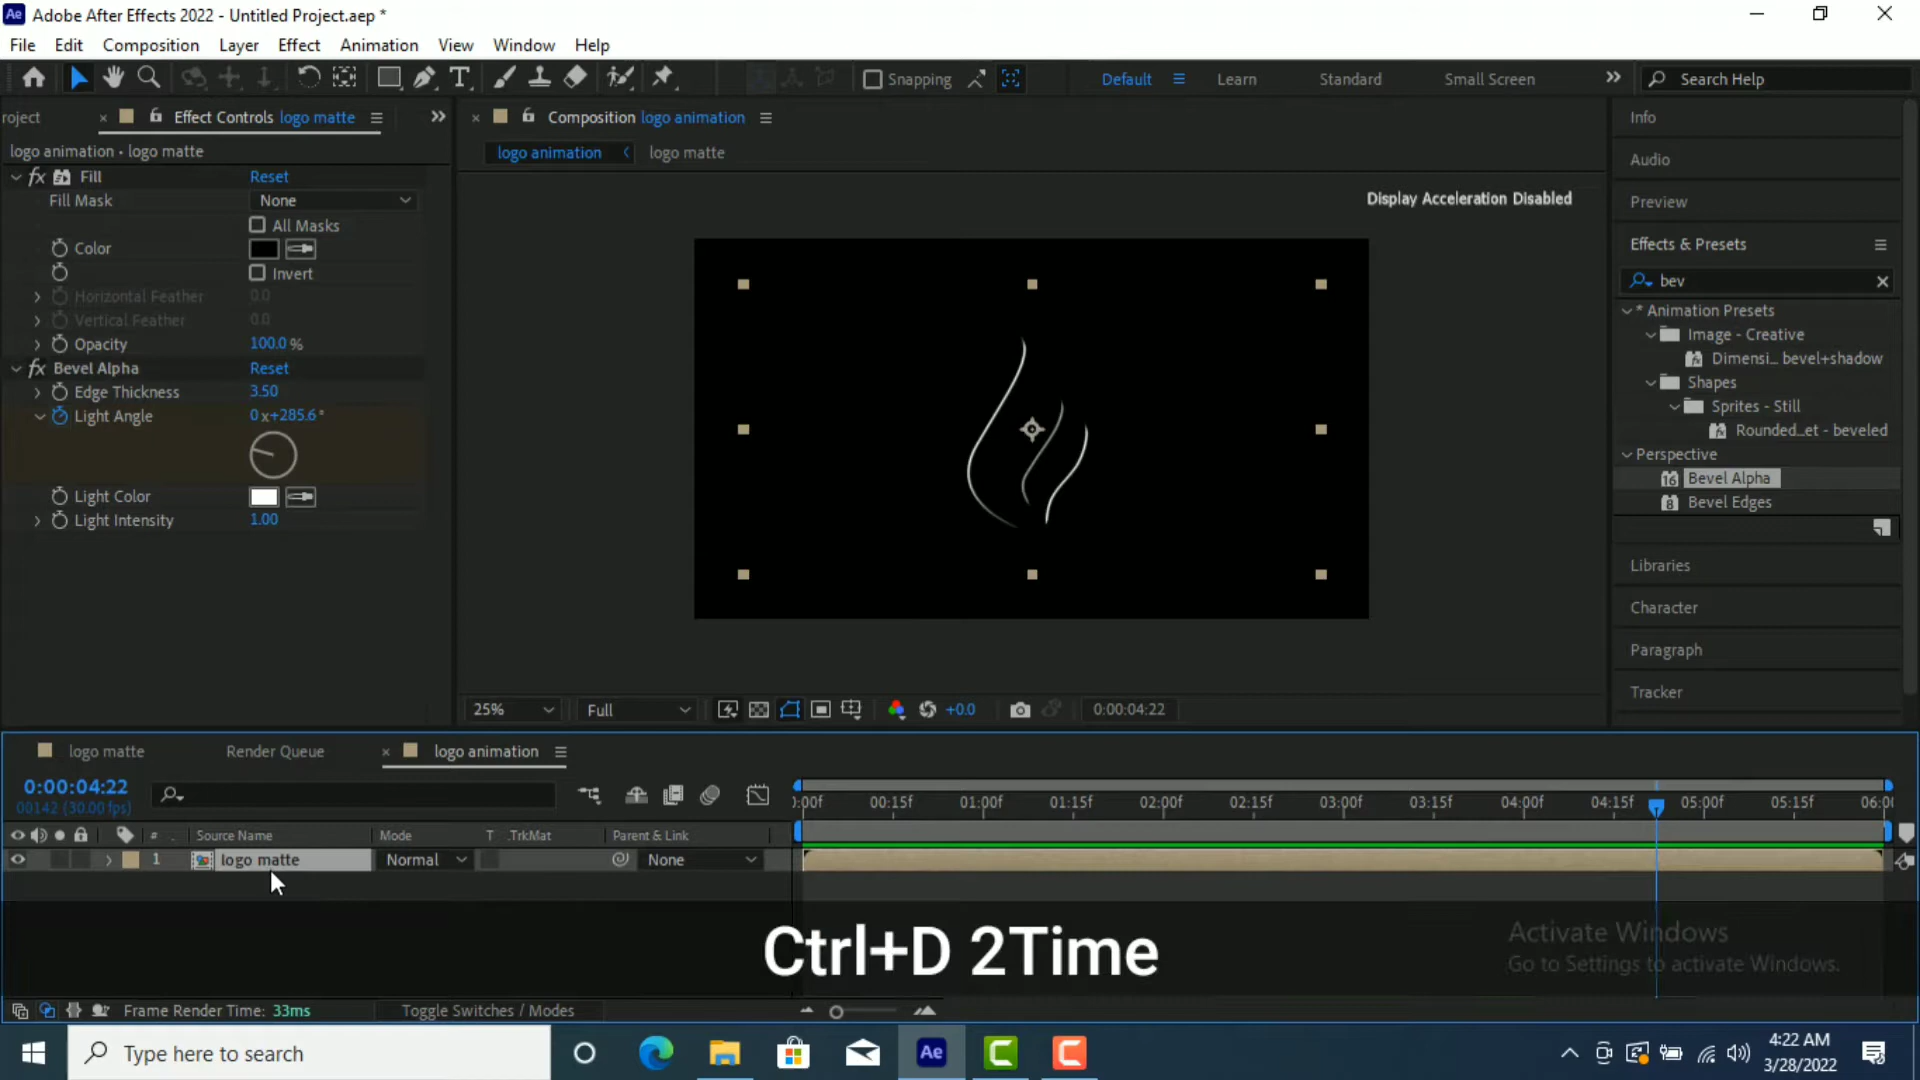 Adobe After Effects 2022 - Untitled Project.aep *
File Edit Composition Layer Effect Animation View Window Help
Snapping Default Learn Standard Small Screen Search Help
roject Effect Controls logo matte
Composition logo animation
logo animation • logo matte
logo animation logo matte
Display Acceleration Disabled
fx Fill Reset
Fill Mask None
All Masks
Color
Invert
Horizontal Feather 0.0
Vertical Feather 0.0
Opacity 100.0 %
fx Bevel Alpha Reset
Edge Thickness 3.50
Light Angle 0 x+285.6 °
Light Color
Light Intensity 1.00
Info
Audio
Preview
Effects & Presets
bev
* Animation Presets
Image - Creative
Dimensi... bevel+shadow
Shapes
Sprites - Still
Rounded...et - beveled
Perspective
16 Bevel Alpha
8 Bevel Edges
Libraries
Character
Paragraph
Tracker
25% Full +0.0 0:00:04:22
logo matte Render Queue logo animation
0:00:04:22
00142 (30.00 fps)
):00f 00:15f 01:00f 01:15f 02:00f 02:15f 03:00f 03:15f 04:00f 04:15f 05:00f 05:15f 06:00
# Source Name Mode T .TrkMat Parent & Link
1 logo matte Normal None
Ctrl+D 2Time
Activate Windows
Go to Settings to activate Windows.
Frame Render Time: 33ms Toggle Switches / Modes
Type here to search
Ae
4:22 AM
3/28/2022